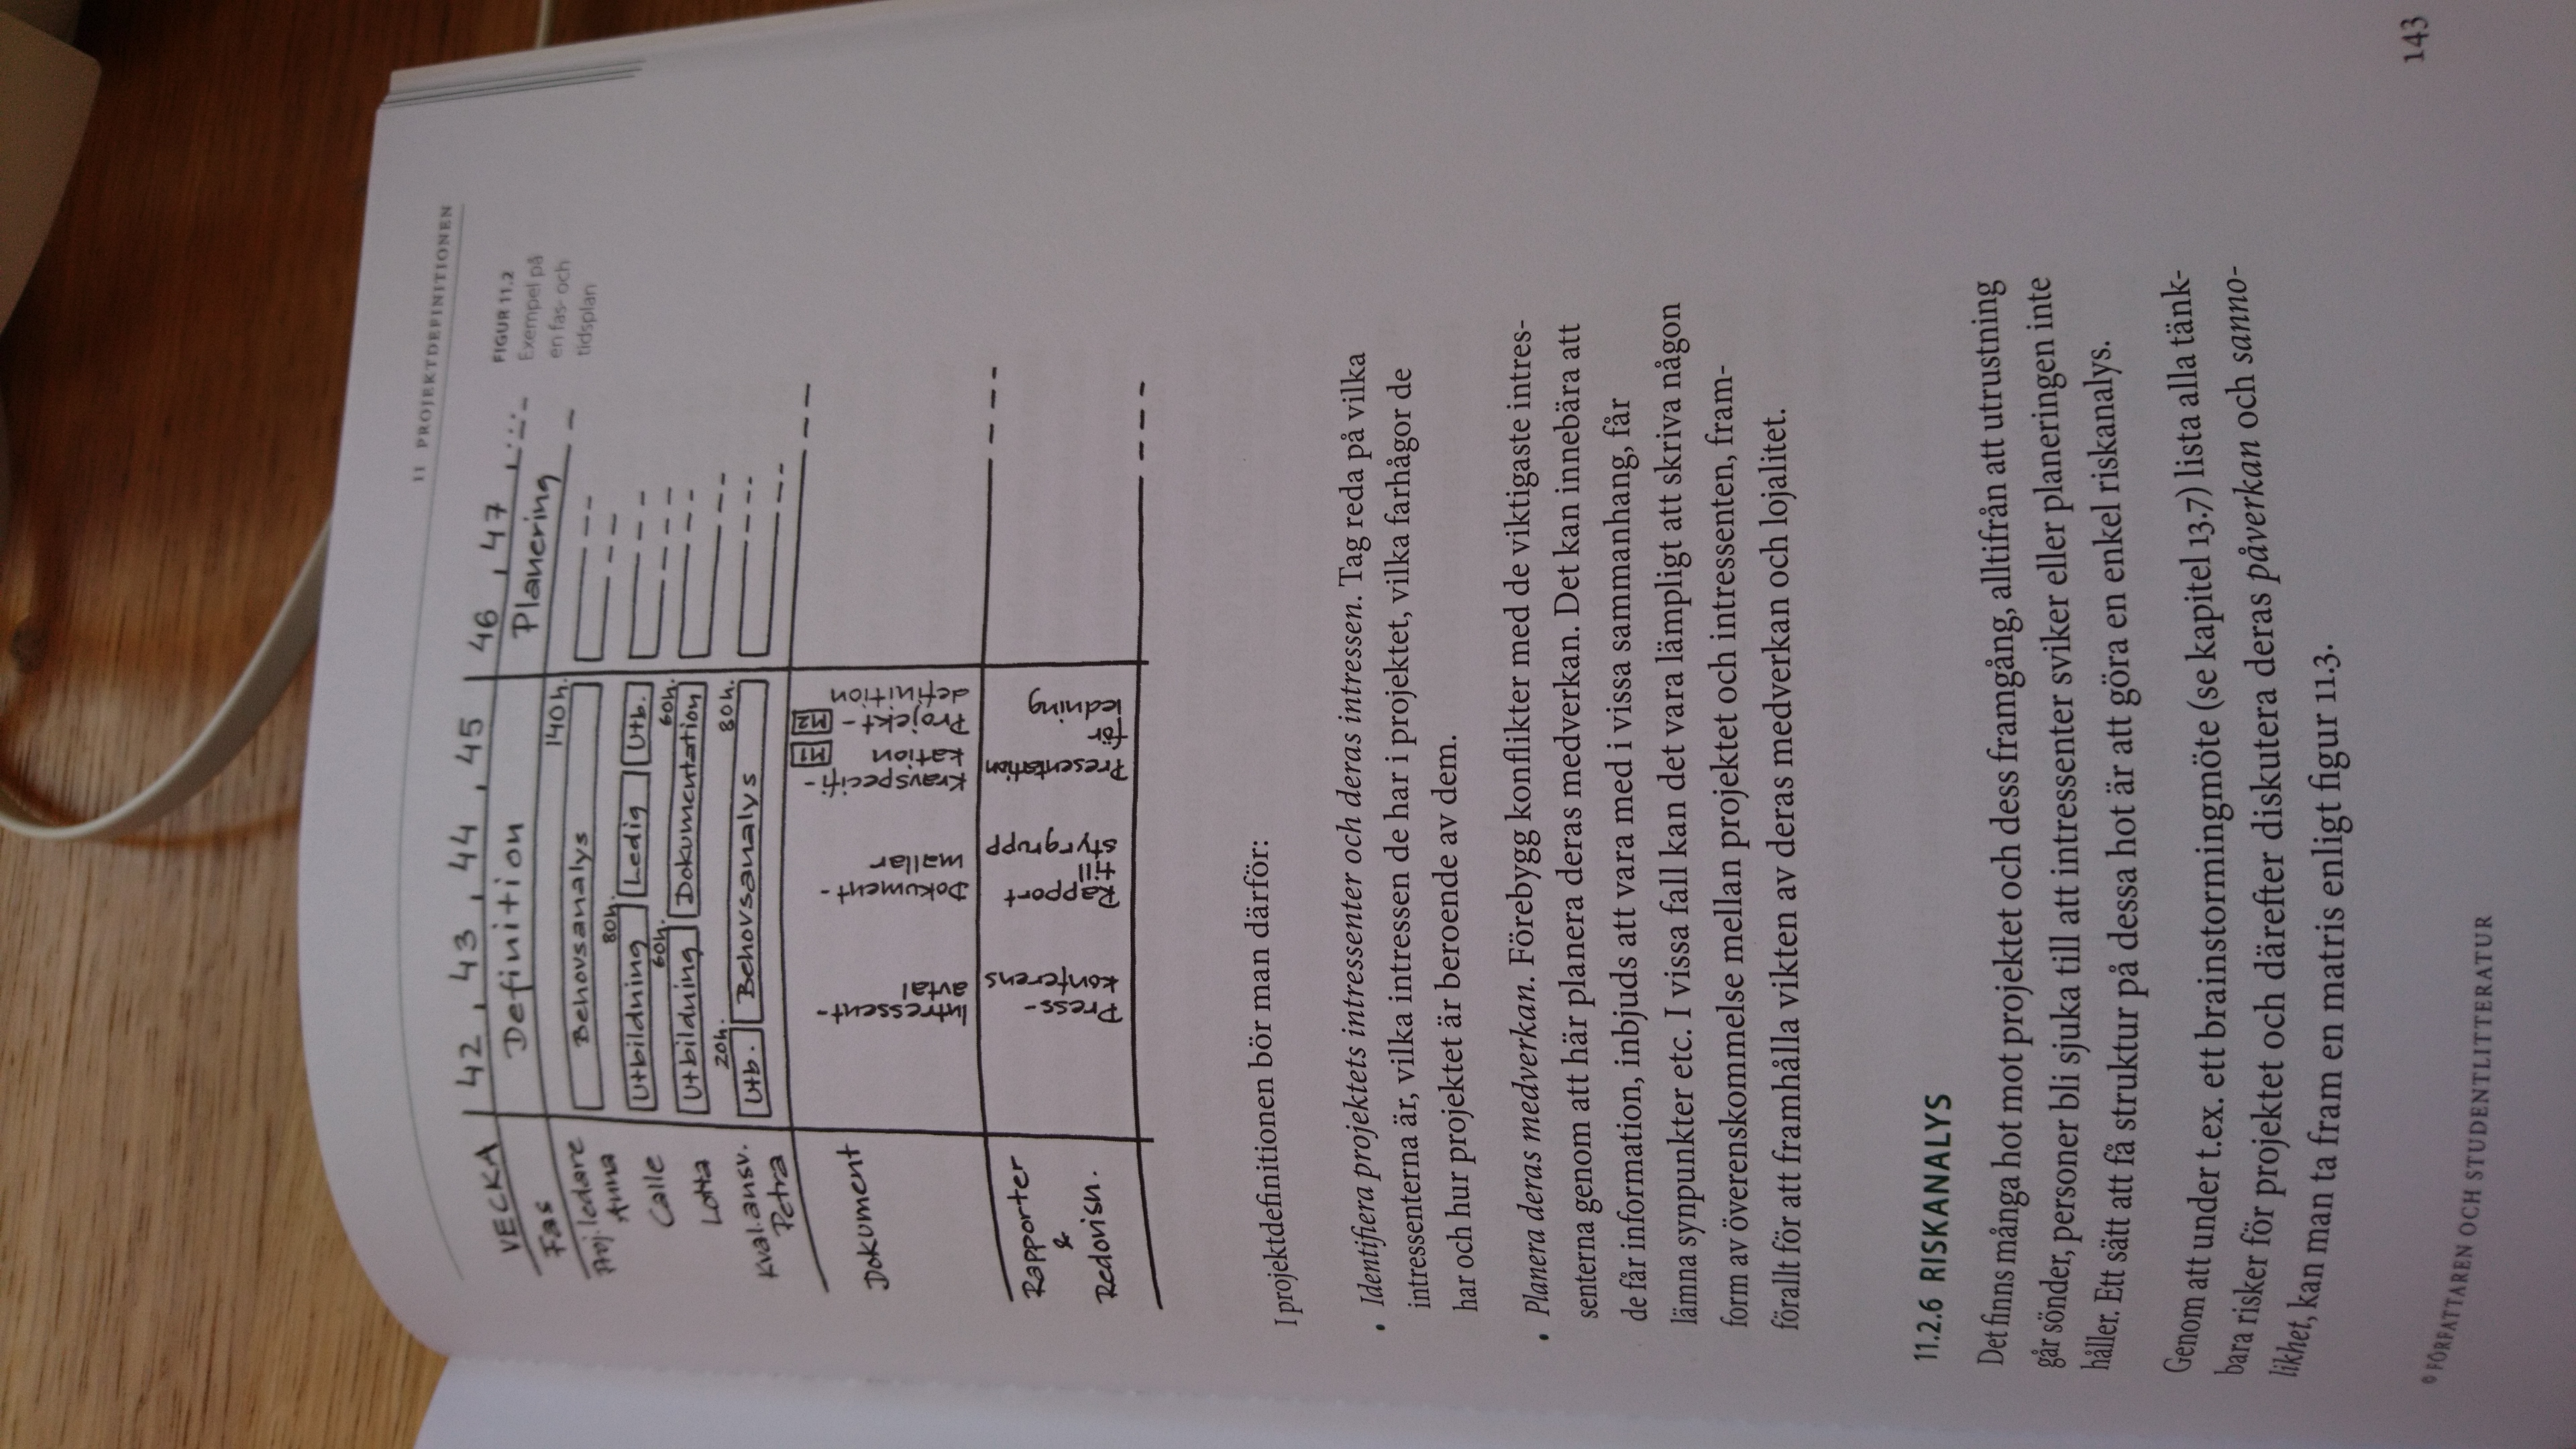 11 PROJEKTDEFINITIONEN
FIGUR 11.2
Exempel på
en fas- och
tidsplan
VECKA 42 , 43 , 44 , 45 46 , 47
Fas Definition Planering
Proj.ledare
Anna Behovsanalys 140h.
Calle Utbildning 80h. Ledig Utb.
Lotta Utbildning 60h. Dokumentation 60h.
Kval.ansv.
Petra Utb. 20h. Behovsanalys 80h.
Dokument
Intressent-
avtal
Dokument-
mallar
Kravspecifi-
kation M1
Projekt- M2
definition
Rapporter
&
Redovisn.
Press-
konferens
Rapport
till
styrgrupp
Presentation
för
ledning
I projektdefinitionen bör man därför:
• Identifiera projektets intressenter och deras intressen. Tag reda på vilka
intressenterna är, vilka intressen de har i projektet, vilka farhågor de
har och hur projektet är beroende av dem.
• Planera deras medverkan. Förebygg konflikter med de viktigaste intres-
senterna genom att här planera deras medverkan. Det kan innebära att
de får information, inbjuds att vara med i vissa sammanhang, får
lämna synpunkter etc. I vissa fall kan det vara lämpligt att skriva någon
form av överenskommelse mellan projektet och intressenten, fram-
förallt för att framhålla vikten av deras medverkan och lojalitet.
11.2.6 RISKANALYS
Det finns många hot mot projektet och dess framgång, alltifrån att utrustning
går sönder, personer bli sjuka till att intressenter sviker eller planeringen inte
håller. Ett sätt att få struktur på dessa hot är att göra en enkel riskanalys.
Genom att under t.ex. ett brainstormingmöte (se kapitel 13.7) lista alla tänk-
bara risker för projektet och därefter diskutera deras påverkan och sanno-
likhet, kan man ta fram en matris enligt figur 11.3.
© FÖRFATTAREN OCH STUDENTLITTERATUR
143